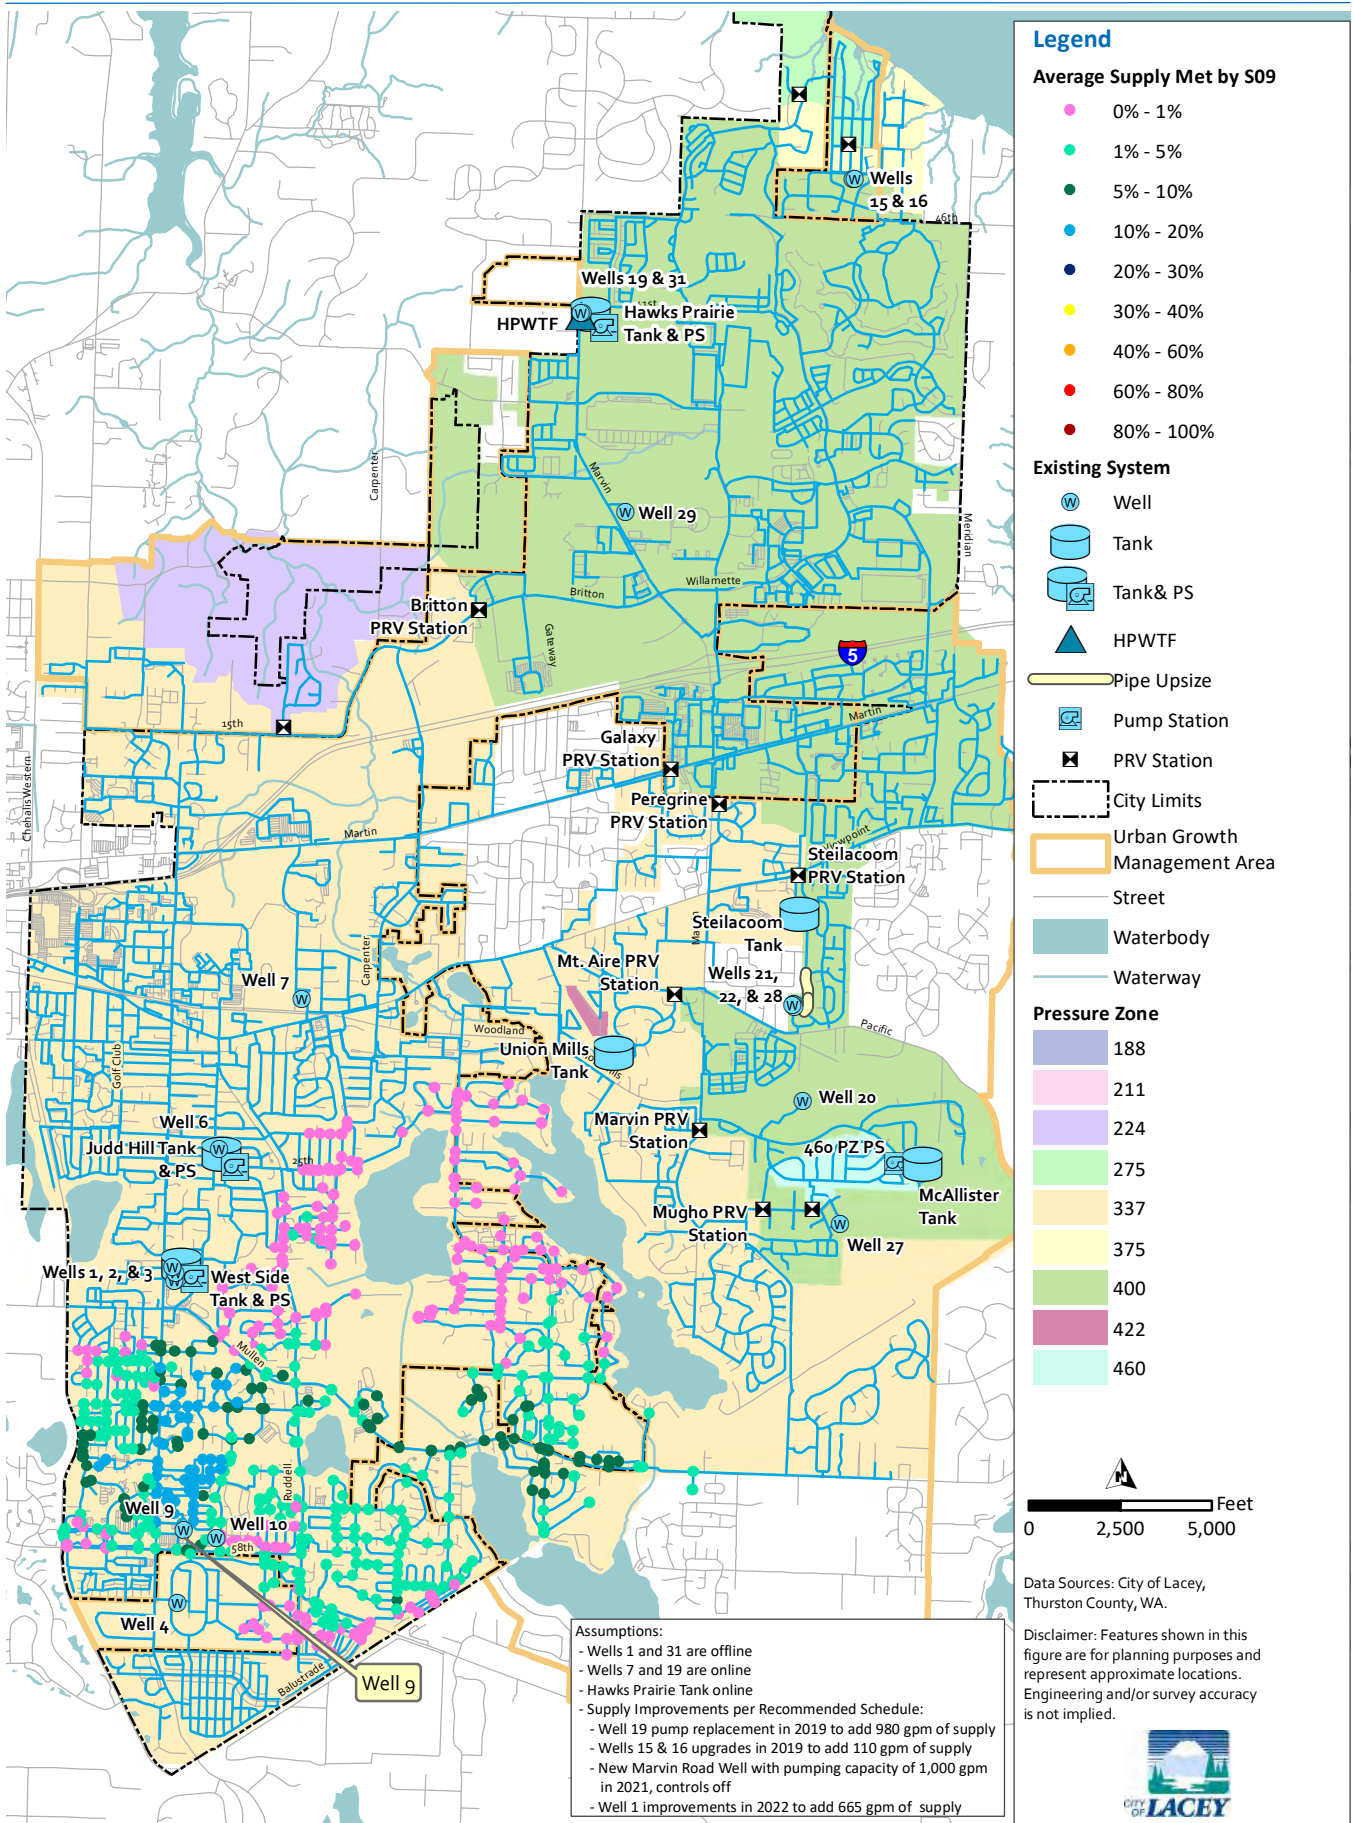 Legend
Average Supply Met by S09
0% - 1%
1% - 5%
5% - 10%
10% - 20%
20% - 30%
30% - 40%
40% - 60%
60% - 80%
80% - 100%
Existing System
Well
Tank
Tank& PS
HPWTF
Pipe Upsize
Pump Station
PRV Station
City Limits
Urban Growth
Management Area
Street
Waterbody
Waterway
Pressure Zone
188
211
224
275
337
375
400
422
460
N
Feet
0 2,500 5,000
Data Sources: City of Lacey,
Thurston County, WA.
Disclaimer: Features shown in this
figure are for planning purposes and
represent approximate locations.
Engineering and/or survey accuracy
is not implied.
CITY OF LACEY
Wells
15 & 16
46th
Wells 19 & 31
Hawks Prairie
Tank & PS
HPWTF
Carpenter
Marvin
Well 29
Meridian
Willamette
Britton
Britton
PRV Station
Gateway
5
15th
Martin
Galaxy
PRV Station
Peregrine
PRV Station
Chehalis Western
Martin
Viewpoint
Steilacoom
PRV Station
Steilacoom
Tank
Carpenter
Mt. Aire PRV
Station
Wells 21,
22, & 28
Well 7
Pacific
Woodland
Golf Club
Union Mills
Tank
Well 20
Well 6
Judd Hill Tank
& PS
25th
Marvin PRV
Station
460 PZ PS
McAllister
Tank
Mugho PRV
Station
Well 27
Wells 1, 2, & 3
West Side
Tank & PS
Mullen
Ruddell
Well 9
Well 10
58th
Well 4
Balustrade
Well 9
Assumptions:
- Wells 1 and 31 are offline
- Wells 7 and 19 are online
- Hawks Prairie Tank online
- Supply Improvements per Recommended Schedule:
- Well 19 pump replacement in 2019 to add 980 gpm of supply
- Wells 15 & 16 upgrades in 2019 to add 110 gpm of supply
- New Marvin Road Well with pumping capacity of 1,000 gpm
in 2021, controls off
- Well 1 improvements in 2022 to add 665 gpm of supply